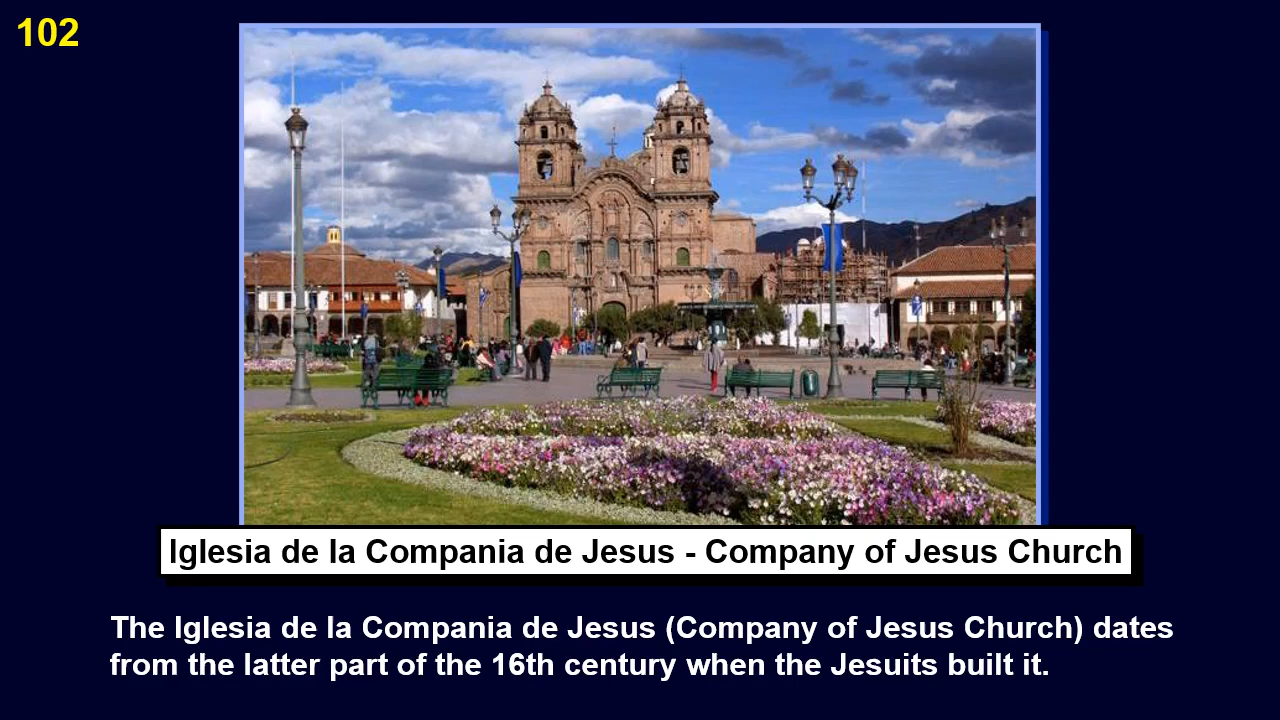 102
Iglesia de la Compania de Jesus - Company of Jesus Church
The Iglesia de la Compania de Jesus (Company of Jesus Church) dates
from the latter part of the 16th century when the Jesuits built it.